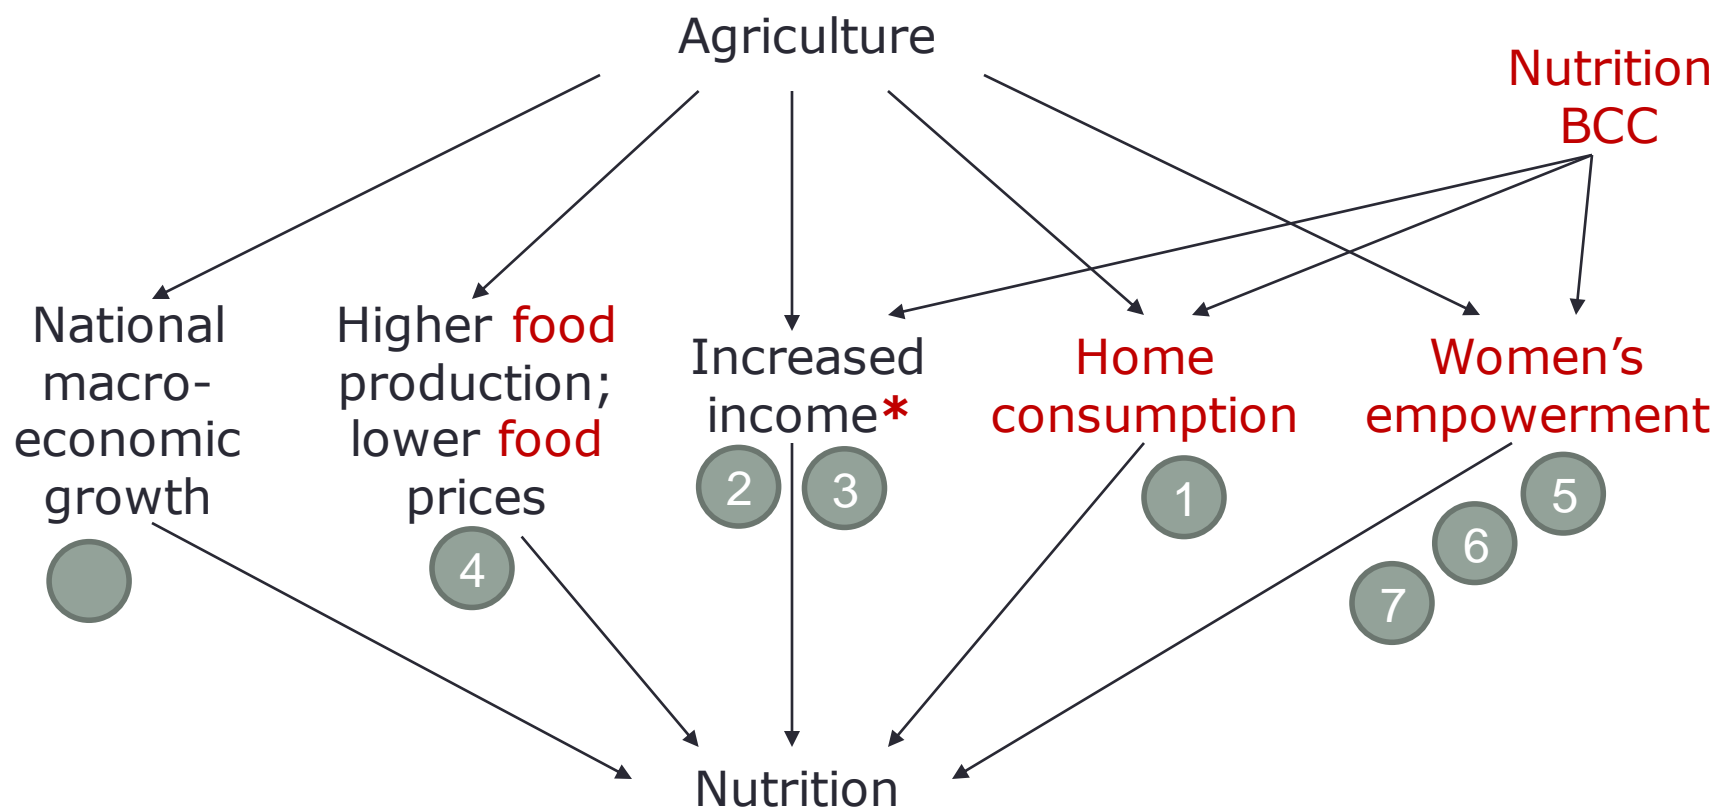 Agriculture
Nutrition
BCC
National
macro-
economic
growth
Higher food
production;
lower food
prices
Increased
income*
Home
consumption
Women’s
empowerment
2
3
1
5
6
4
7
Nutrition